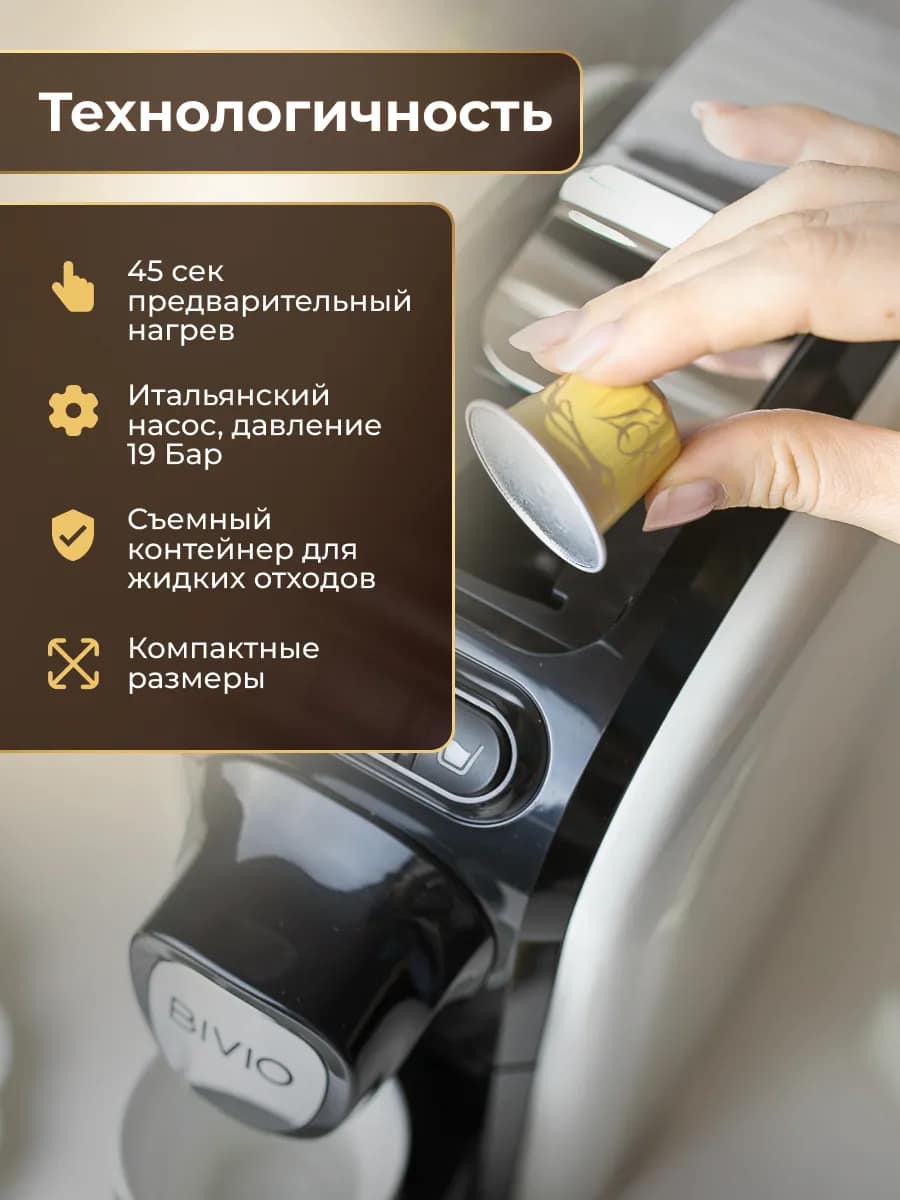 Технологичность
45 сек
предварительный
нагрев
Итальянский
насос, давление
19 Бар
Съемный
контейнер для
жидких отходов
Компактные
размеры
BIVIO